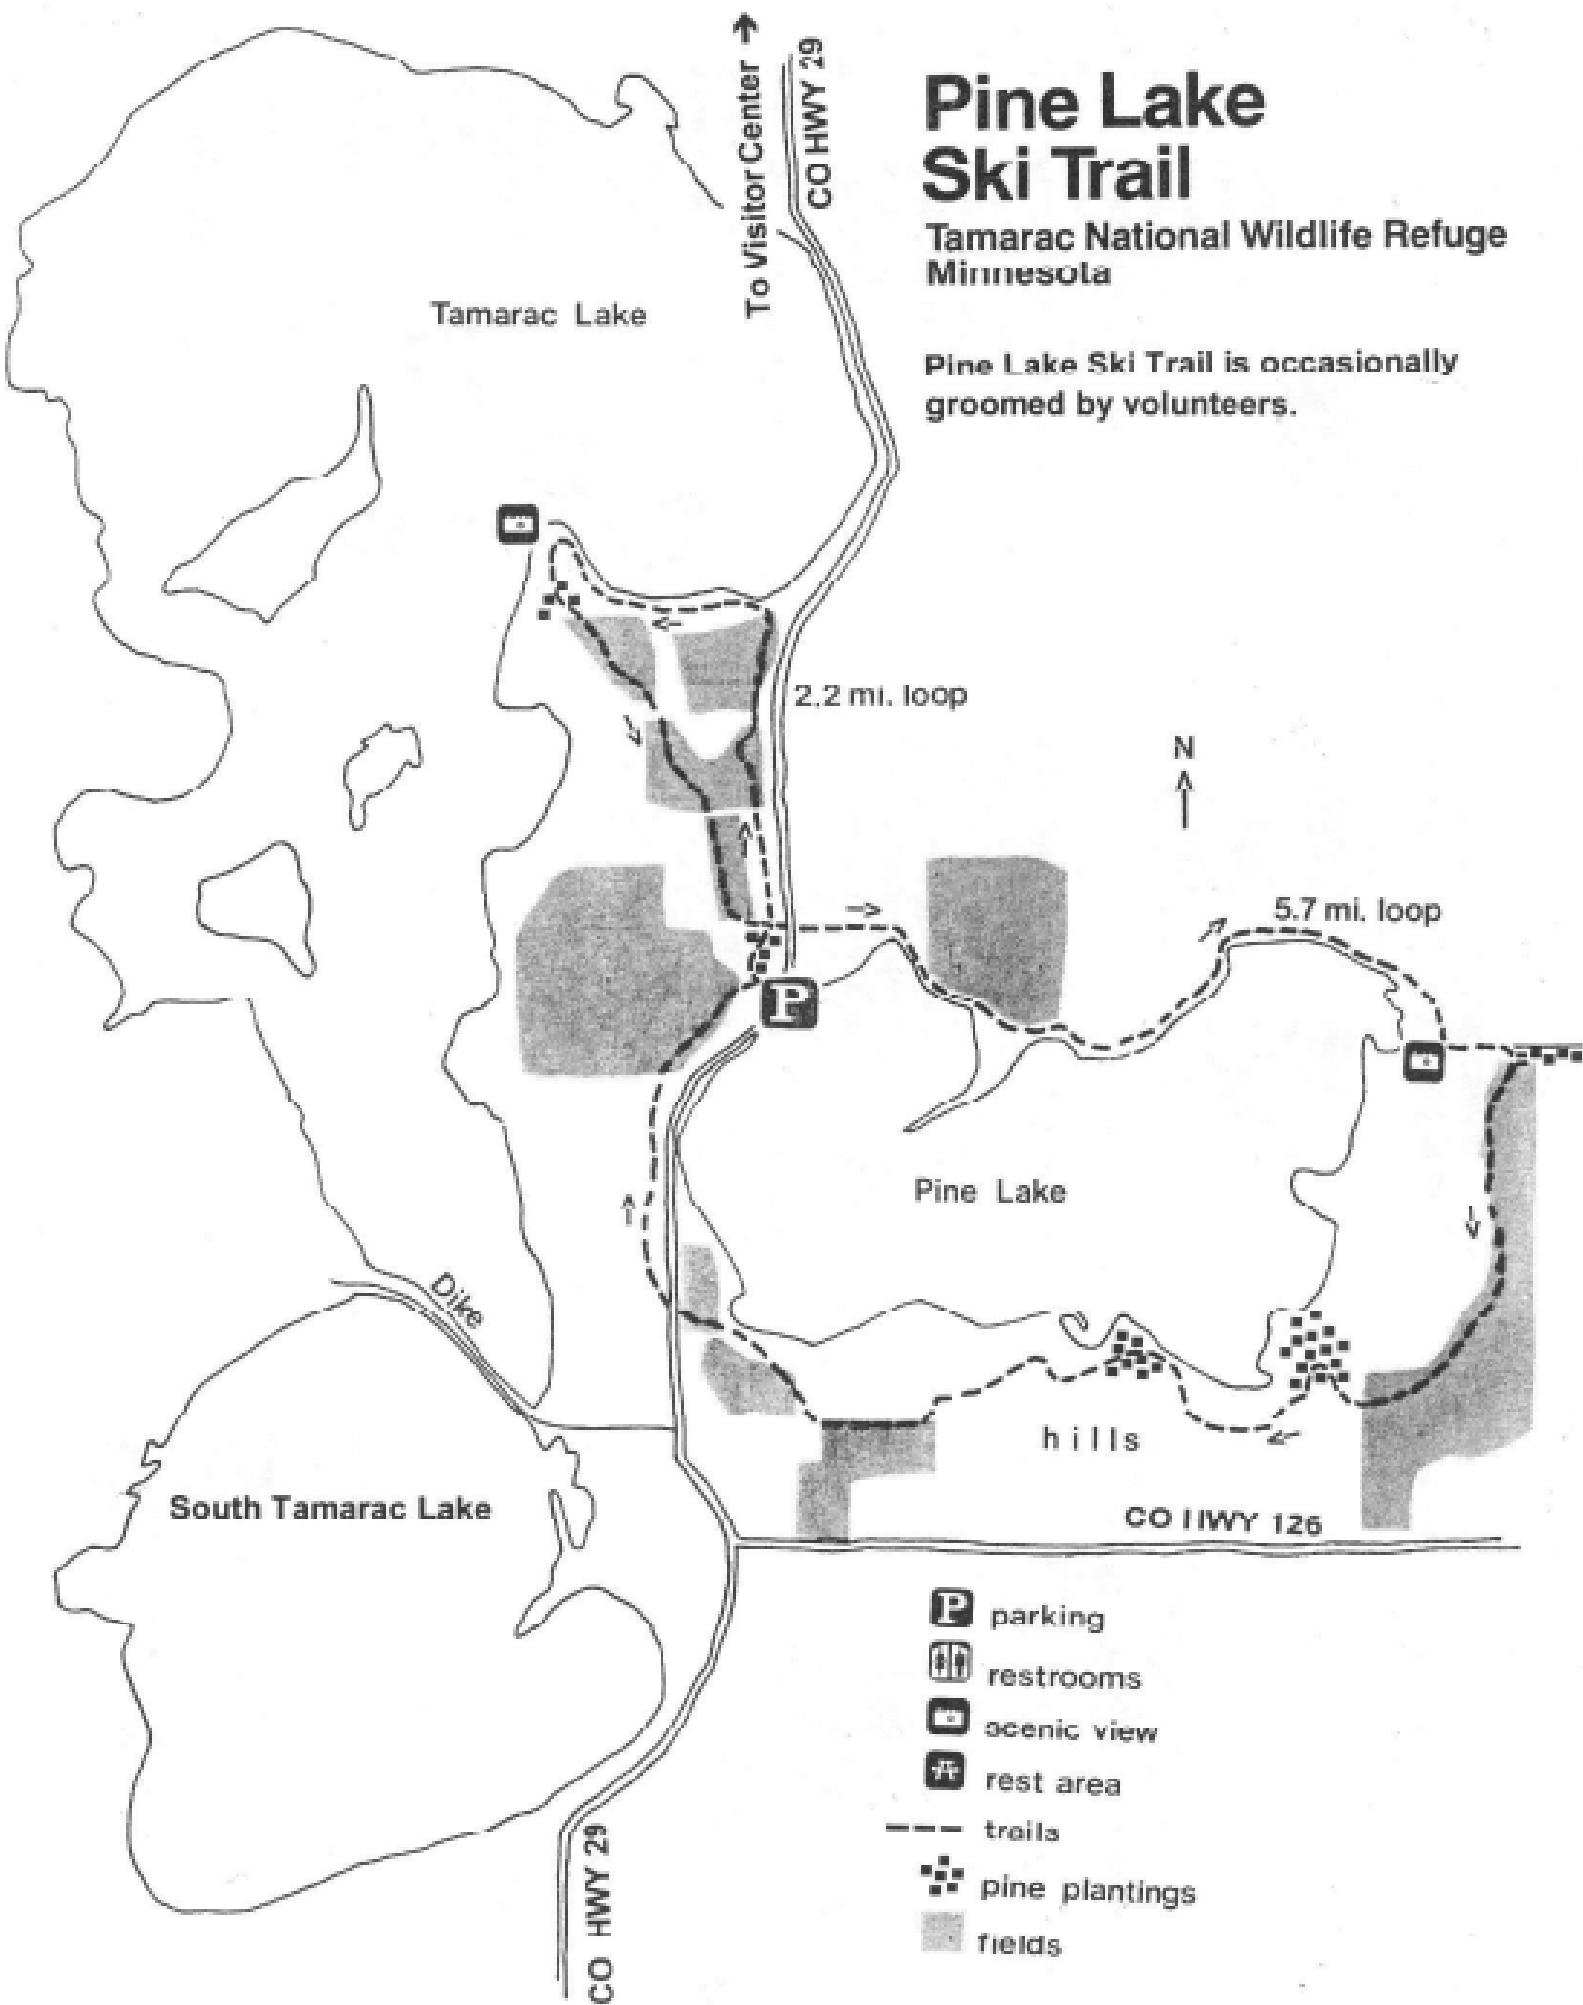 To Visitor Center
CO HWY 29
Pine Lake
Ski Trail
Tamarac National Wildlife Refuge
Minnesota
Pine Lake Ski Trail is occasionally
groomed by volunteers.
Tamarac Lake
2.2 mi. loop
N
5.7 mi. loop
P
Pine Lake
Dike
hills
South Tamarac Lake
CO HWY 126
P parking
restrooms
scenic view
rest area
trails
pine plantings
fields
CO HWY 29